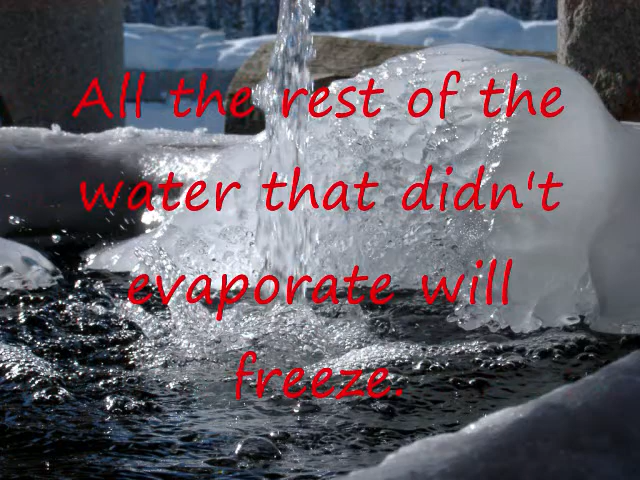 All the rest of the
water that didn't
evaporate will
freeze.